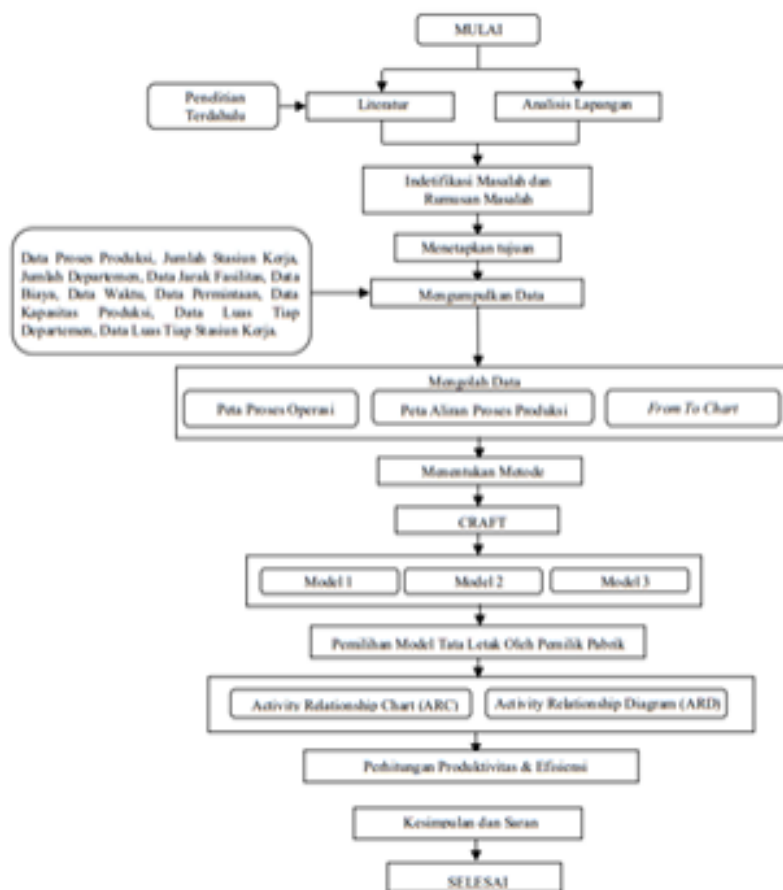 MULAI
Penditian
Terdahulu
Literatur
Analisis Lapangan
Indetifikasi Masalah dan
Rumusan Masalah
Menetapkan tujuan
Data Proses Produksi, Jumlah Stasiun Kerja,
Jumlah Departemen, Data Jarak Fasilitas, Data
Biaya, Data Waktu, Data Permintaan, Data
Kapasitas Produksi, Data Luas Tiap
Departemen, Data Luas Tiap Stasiun Kerja.
Mengumpulkan Data
Mengolah Data
Peta Proses Operasi
Peta Aliran Proses Produksi
From To Chart
Menentukan Metode
CRAFT
Model 1
Model 2
Model 3
Pemilihan Model Tata Letak Oleh Pemilik Pabrik
Activity Relationship Chart (ARC)
Activity Relationship Diagram (ARD)
Perhitungan Produktivitas & Efisiensi
Kesimpulan dan Saran
SELESAI